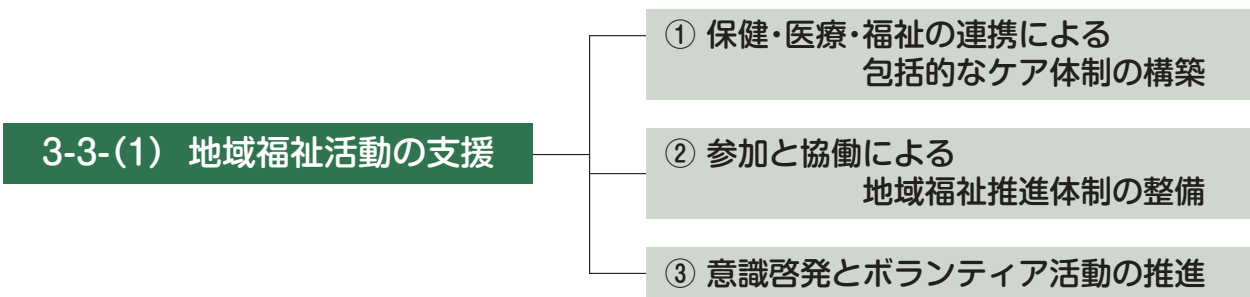 3-3-(1) 地域福祉活動の支援
① 保健・医療・福祉の連携による
包括的なケア体制の構築
② 参加と協働による
地域福祉推進体制の整備
③ 意識啓発とボランティア活動の推進